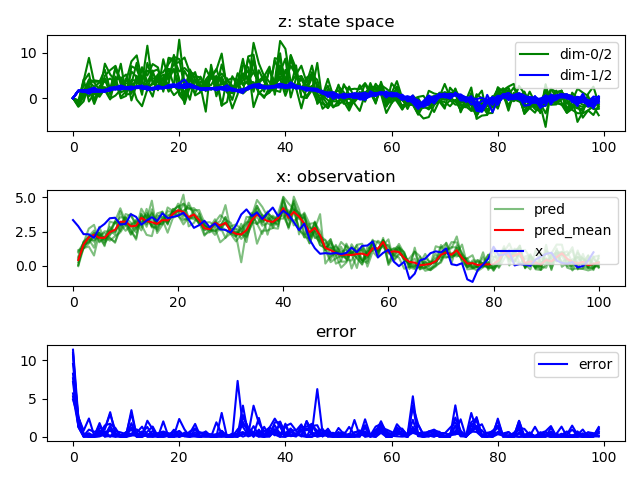 z: state space
10
0
dim-0/2
dim-1/2
0 20 40 60 80 100
x: observation
5.0
2.5
0.0
pred
pred_mean
x
0 20 40 60 80 100
error
10
5
0
error
0 20 40 60 80 100